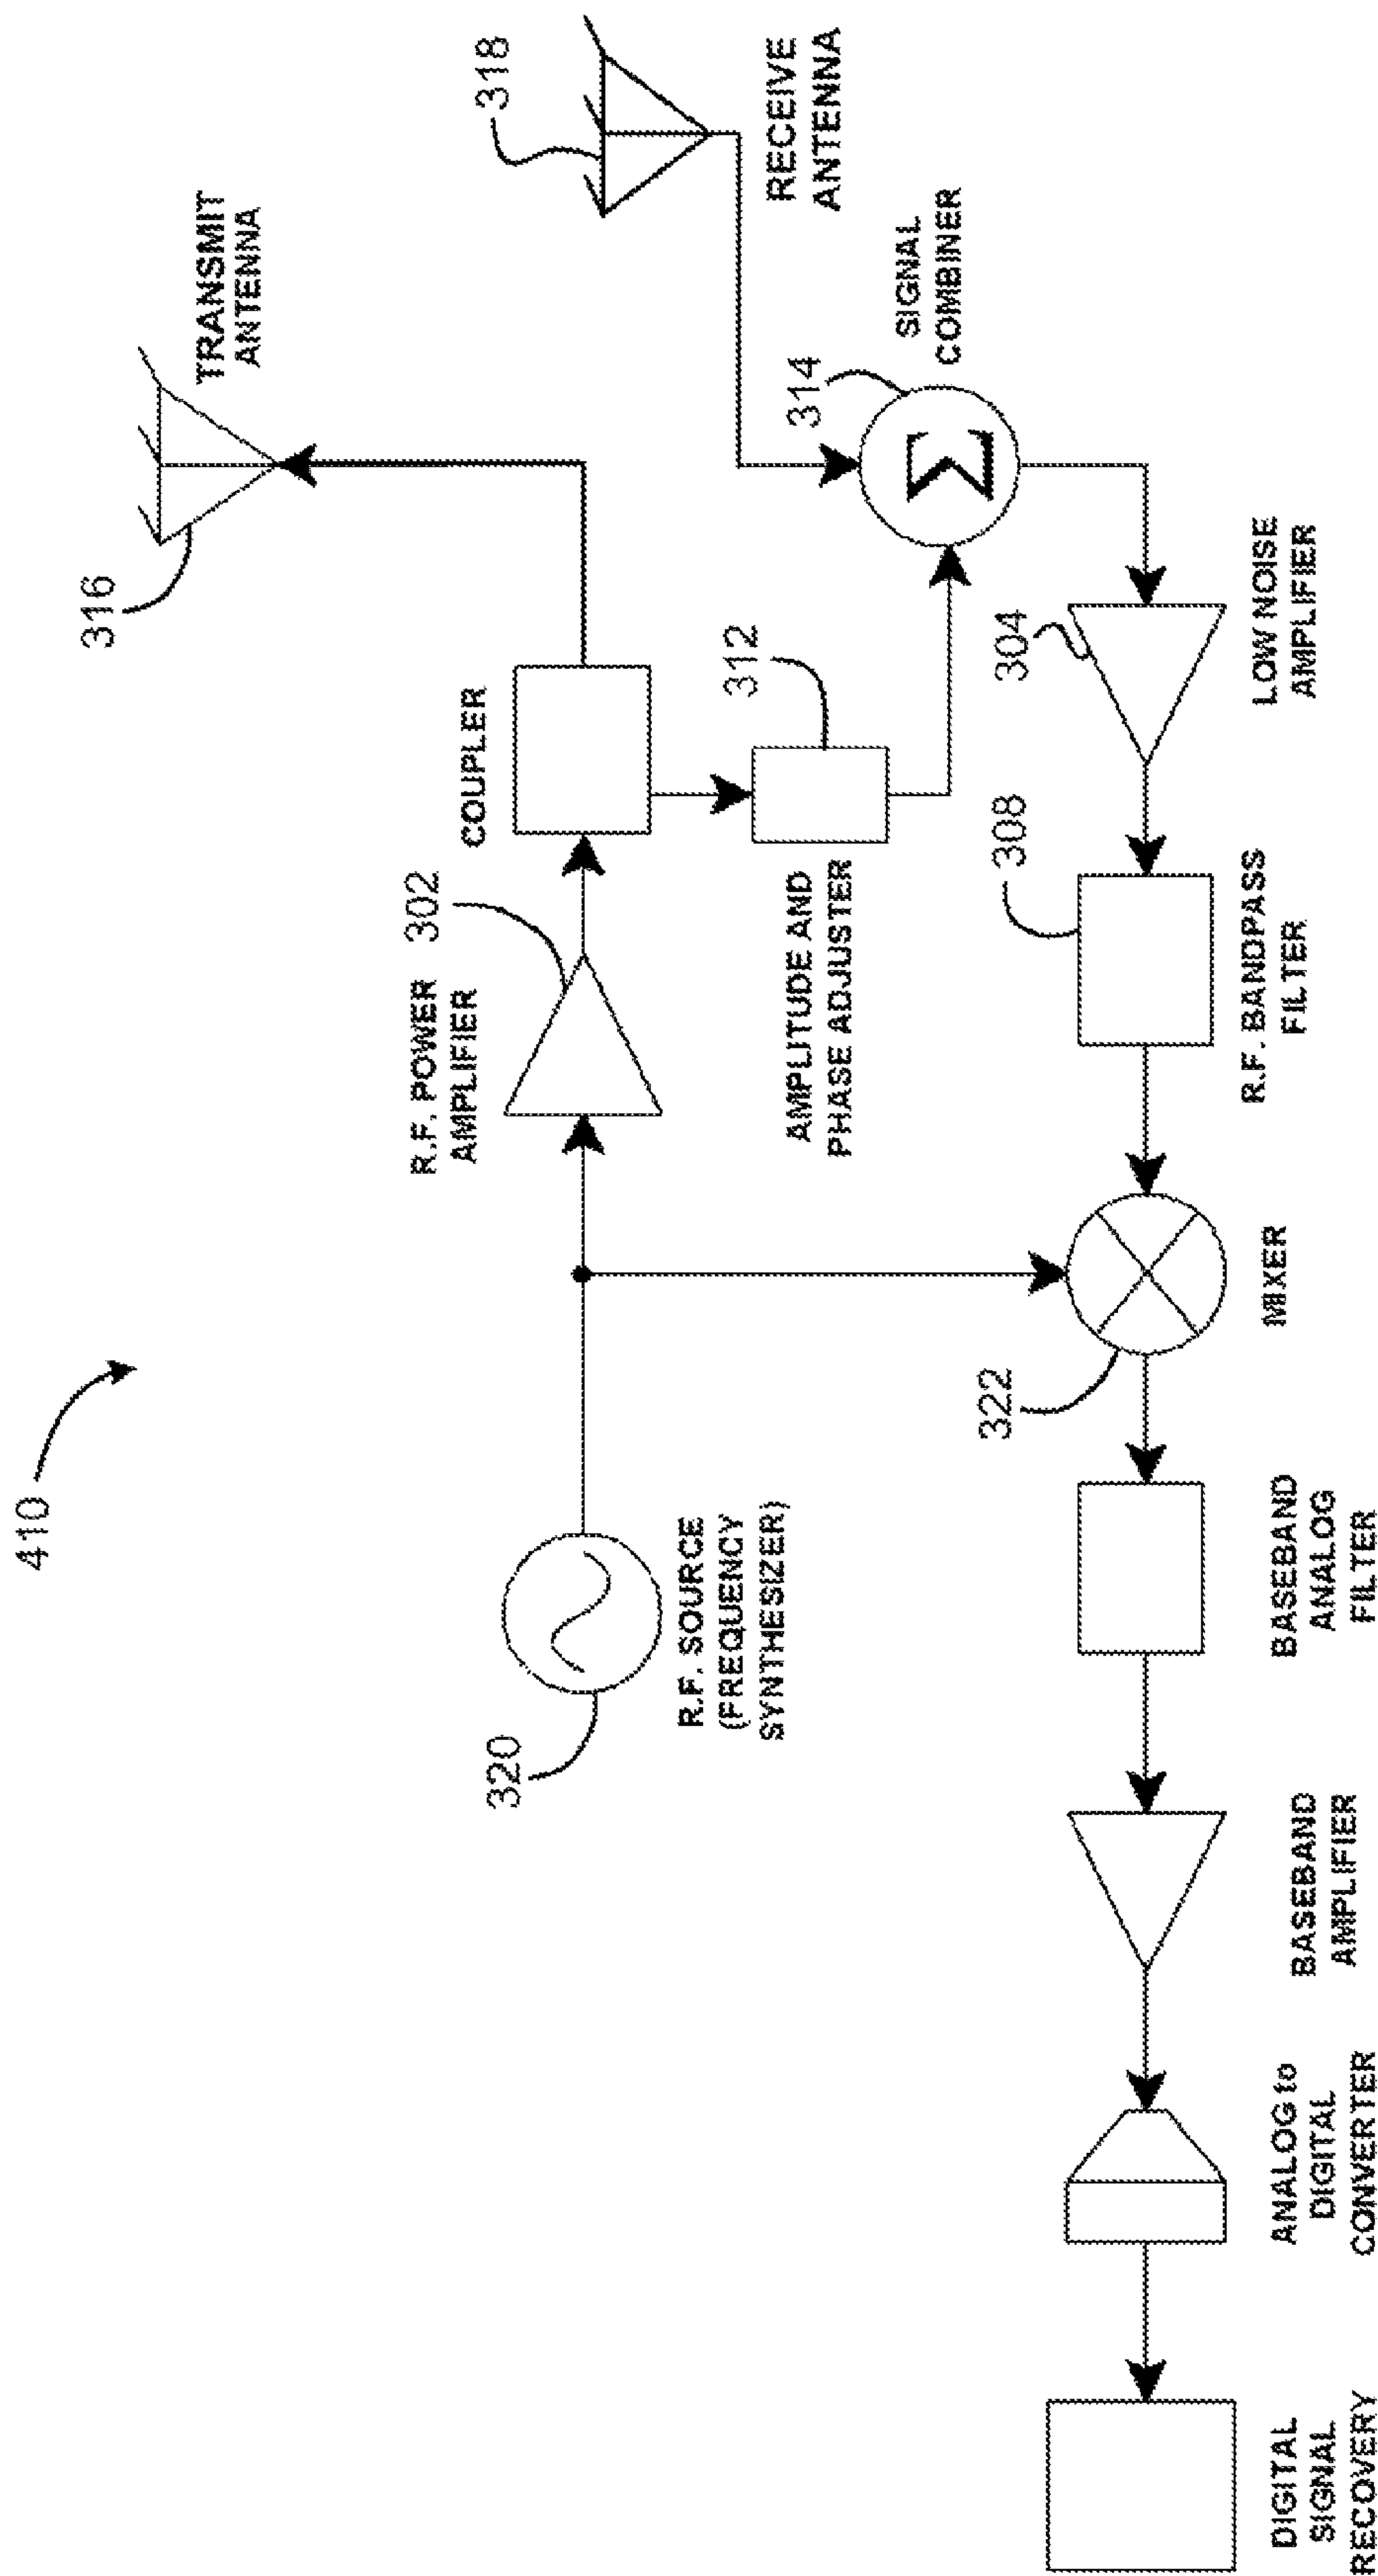 410
316
TRANSMIT
ANTENNA
318
RECEIVE
ANTENNA
R.F. POWER
AMPLIFIER
302
COUPLER
320
R.F. SOURCE
(FREQUENCY
SYNTHESIZER)
AMPLITUDE AND
PHASE ADJUSTER
312
314
SIGNAL
COMBINER
322
308
304
DIGITAL
SIGNAL
RECOVERY
ANALOG to
DIGITAL
CONVERTER
BASEBAND
AMPLIFIER
BASEBAND
ANALOG
FILTER
MIXER
R.F. BANDPASS
FILTER
LOW NOISE
AMPLIFIER